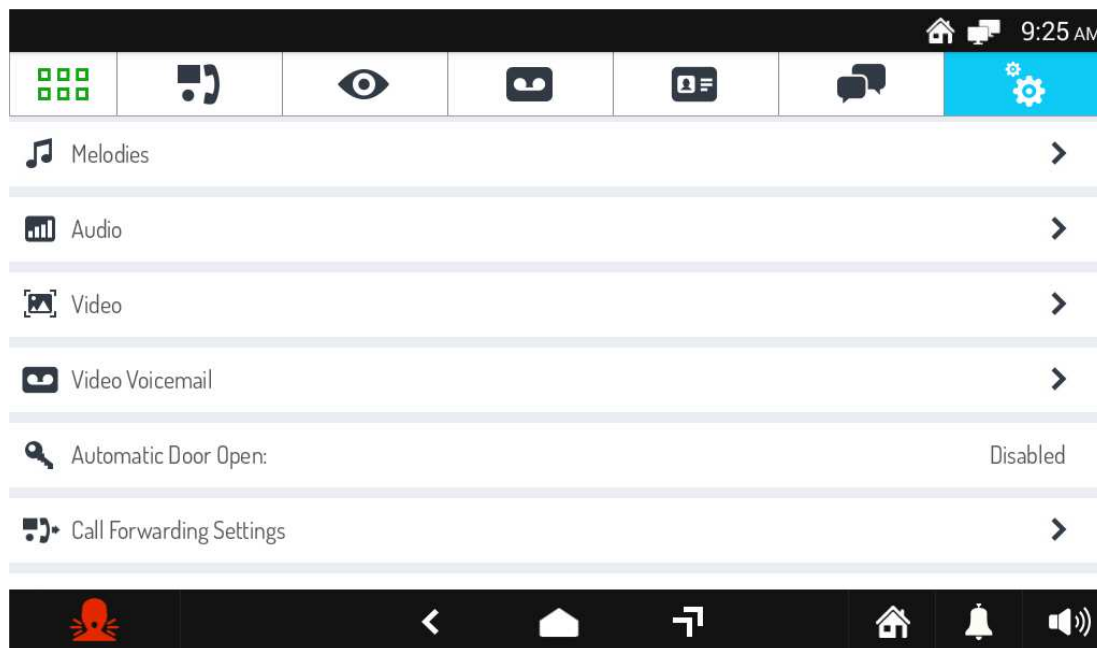 9:25 AM
Melodies
Audio
Video
Video Voicemail
Automatic Door Open: Disabled
Call Forwarding Settings